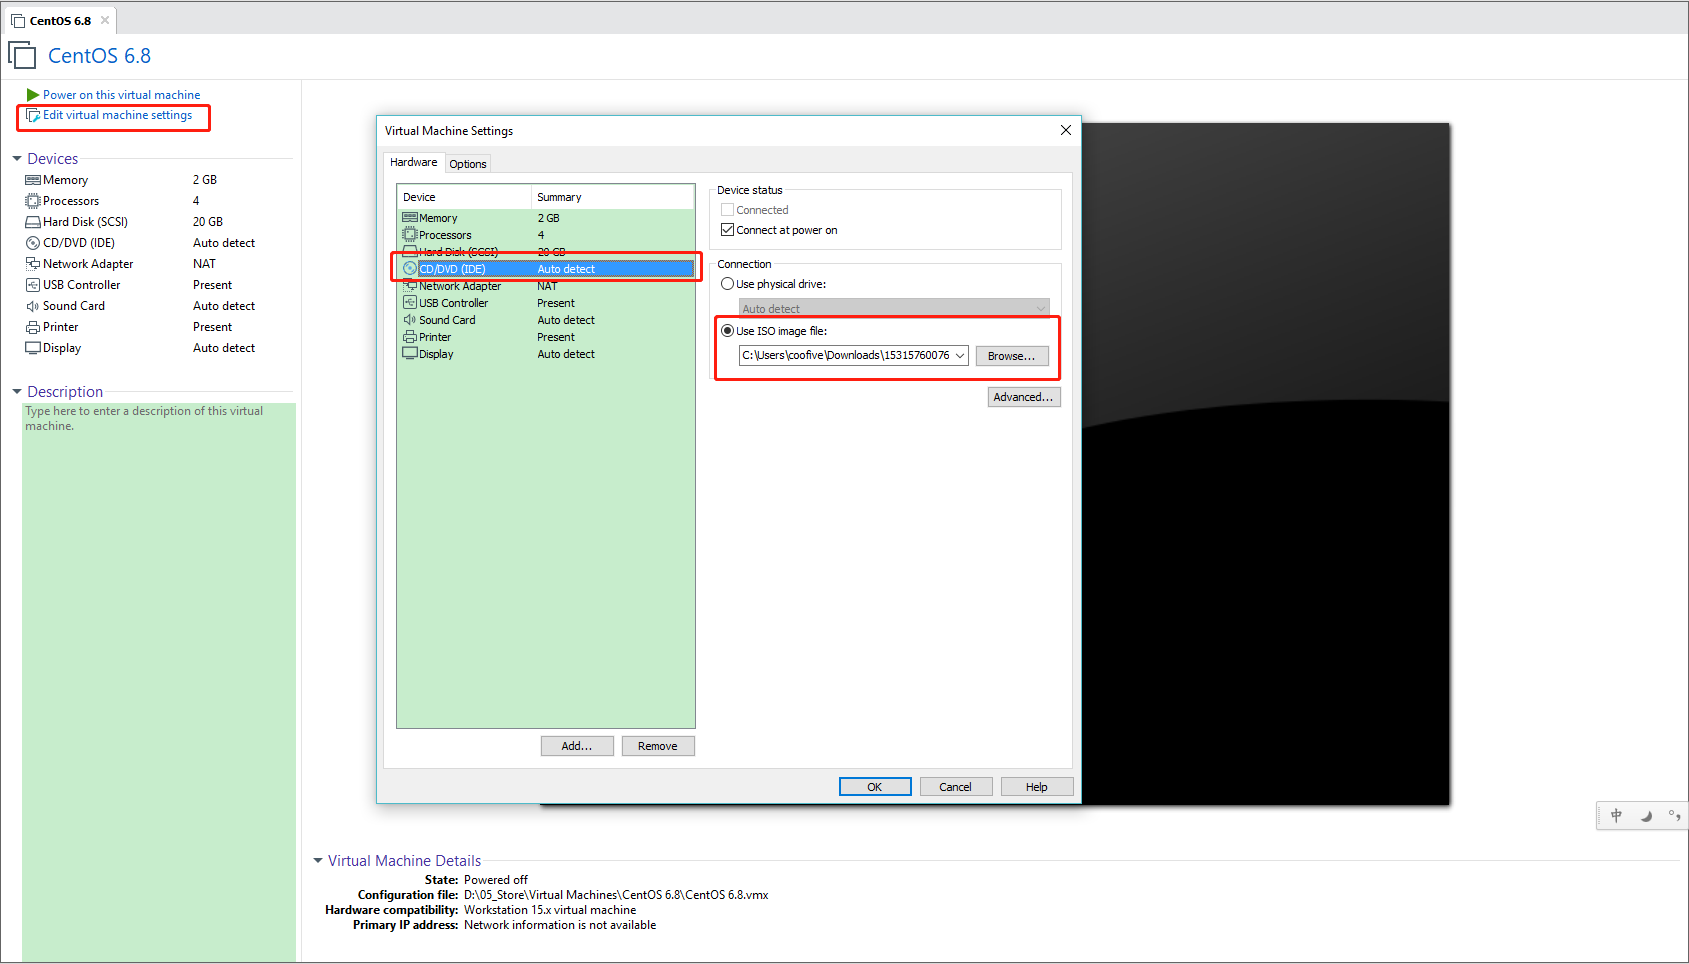 CentOS 6.8
CentOS 6.8
Power on this virtual machine
Edit virtual machine settings
Devices
Memory 2 GB
Processors 4
Hard Disk (SCSI) 20 GB
CD/DVD (IDE) Auto detect
Network Adapter NAT
USB Controller Present
Sound Card Auto detect
Printer Present
Display Auto detect
Description
Type here to enter a description of this virtual
machine.
Virtual Machine Settings
Hardware Options
Device Summary
Memory 2 GB
Processors 4
Hard Disk (SCSI) 20 GB
CD/DVD (IDE) Auto detect
Network Adapter NAT
USB Controller Present
Sound Card Auto detect
Printer Present
Display Auto detect
Add... Remove
Device status
Connected
Connect at power on
Connection
Use physical drive:
Auto detect
Use ISO image file:
C:\Users\coofive\Downloads\15315760076 Browse...
Advanced...
OK Cancel Help
中 °,
Virtual Machine Details
State: Powered off
Configuration file: D:\05_Store\Virtual Machines\CentOS 6.8\CentOS 6.8.vmx
Hardware compatibility: Workstation 15.x virtual machine
Primary IP address: Network information is not available